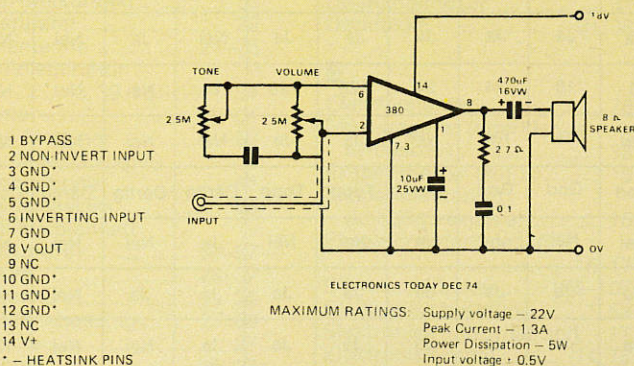 18V
TONE
VOLUME
470uF
16VW
6
14
8
2.5M
2.5M
380
8 Ω
SPEAKER
2
1
7,3
2.7Ω
1 BYPASS
2 NON-INVERT INPUT
3 GND*
4 GND*
5 GND*
6 INVERTING INPUT
7 GND
8 V OUT
9 NC
10 GND*
11 GND*
12 GND*
13 NC
14 V+
* – HEATSINK PINS
10uF
25VW
0.1
INPUT
0V
ELECTRONICS TODAY DEC 74
MAXIMUM RATINGS: Supply voltage – 22V
Peak Current – 1.3A
Power Dissipation – 5W
Input voltage ± 0.5V